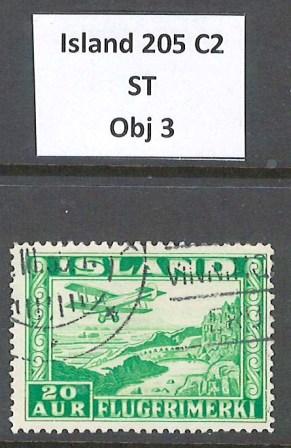 Island 205 C2
ST
Obj 3
ISLAND
20
AUR FLUGFRIMERKI